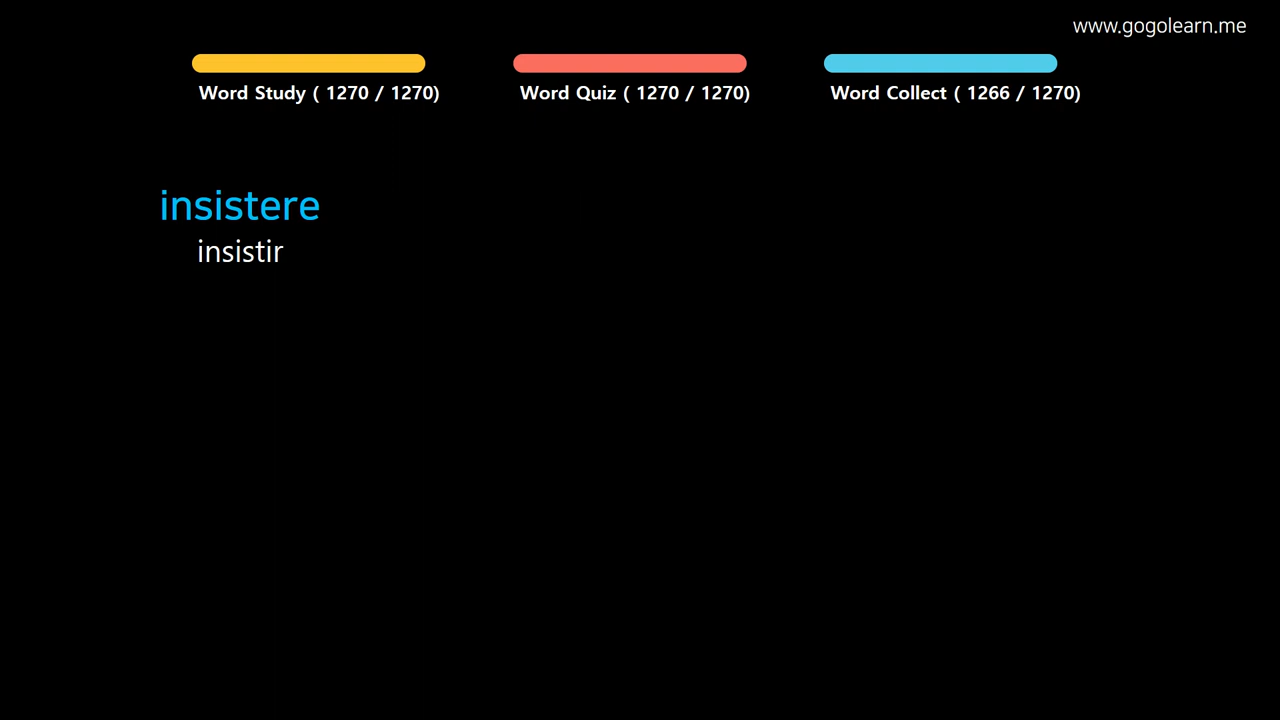 www.gogolearn.me
Word Study ( 1270 / 1270)
Word Quiz ( 1270 / 1270)
Word Collect ( 1266 / 1270)
insistere
insistir